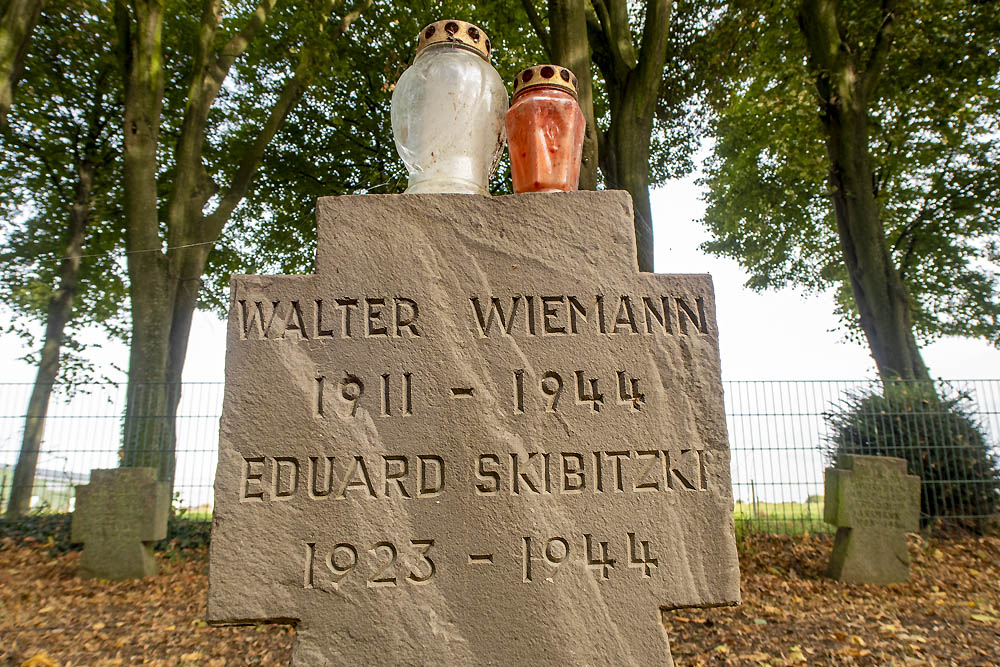 WALTER WIEMANN
1911 - 1944
EDUARD SKIBITZKI
1923 - 1944